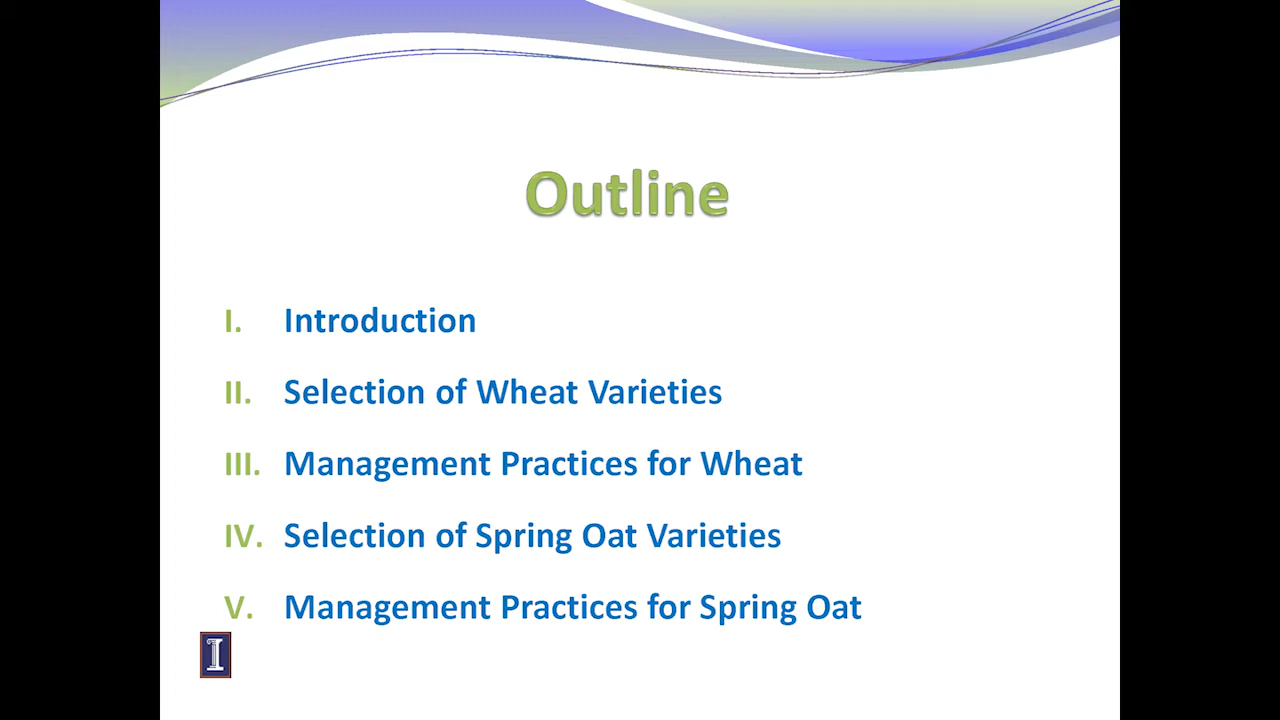 Outline
I. Introduction
II. Selection of Wheat Varieties
III. Management Practices for Wheat
IV. Selection of Spring Oat Varieties
V. Management Practices for Spring Oat
I